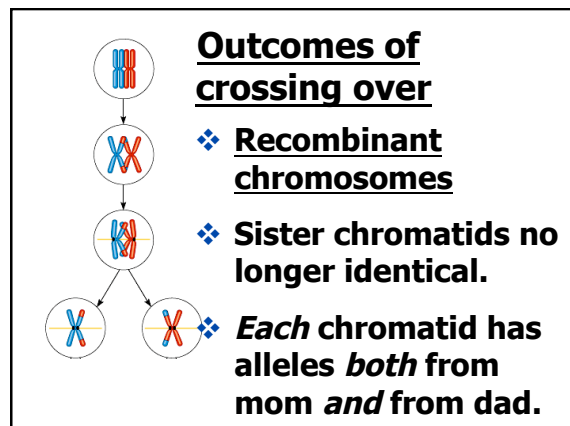 Outcomes of
crossing over
❖ Recombinant
chromosomes
❖ Sister chromatids no
longer identical.
❖ Each chromatid has
alleles both from
mom and from dad.